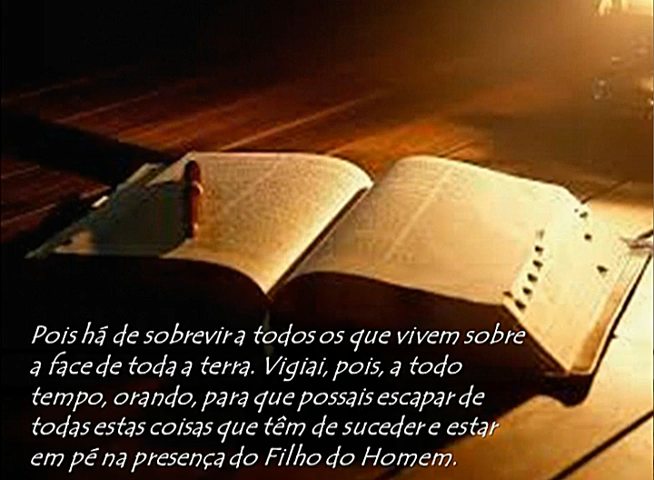 Pois há de sobrevir a todos os que vivem sobre
a face de toda a terra. Vigiai, pois, a todo
tempo, orando, para que possais escapar de
todas estas coisas que têm de suceder e estar
em pé na presença do Filho do Homem.